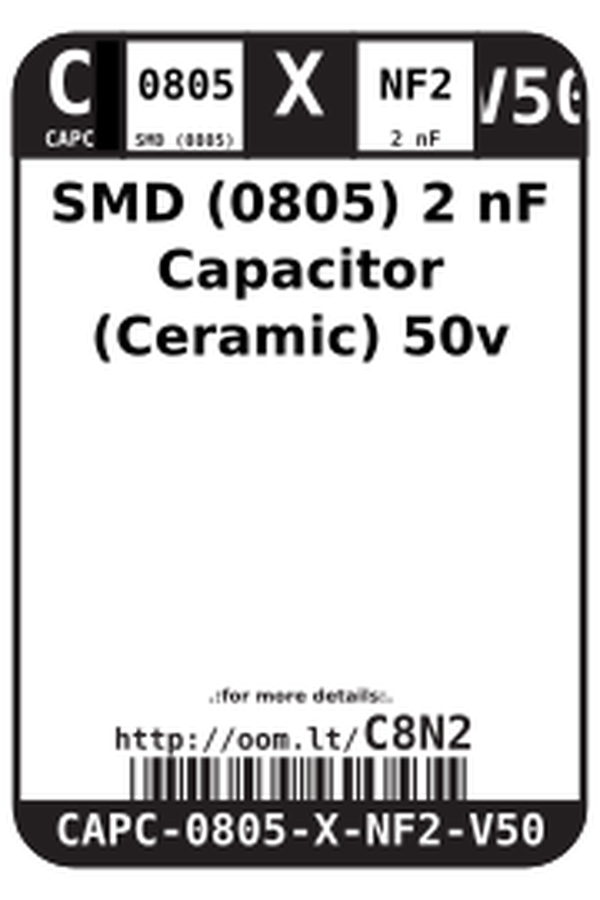 C 0805 X NF2 V50
CAPC SMD (0805) 2 nF
SMD (0805) 2 nF
Capacitor
(Ceramic) 50v
.:for more details:.
http://oom.lt/C8N2
CAPC-0805-X-NF2-V50